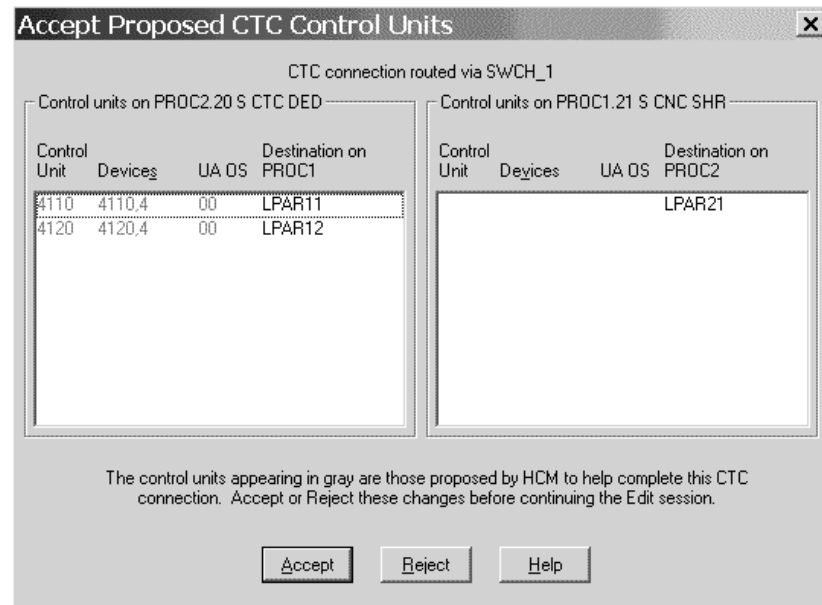 Accept Proposed CTC Control Units
CTC connection routed via SWCH_1
Control units on PROC2.20 S CTC DED
Control Unit Devices UA OS Destination on PROC1
4110 4110,4 00 LPAR11
4120 4120,4 00 LPAR12
Control units on PROC1.21 S CNC SHR
Control Unit Devices UA OS Destination on PROC2
LPAR21
The control units appearing in gray are those proposed by HCM to help complete this CTC
connection. Accept or Reject these changes before continuing the Edit session.
Accept Reject Help